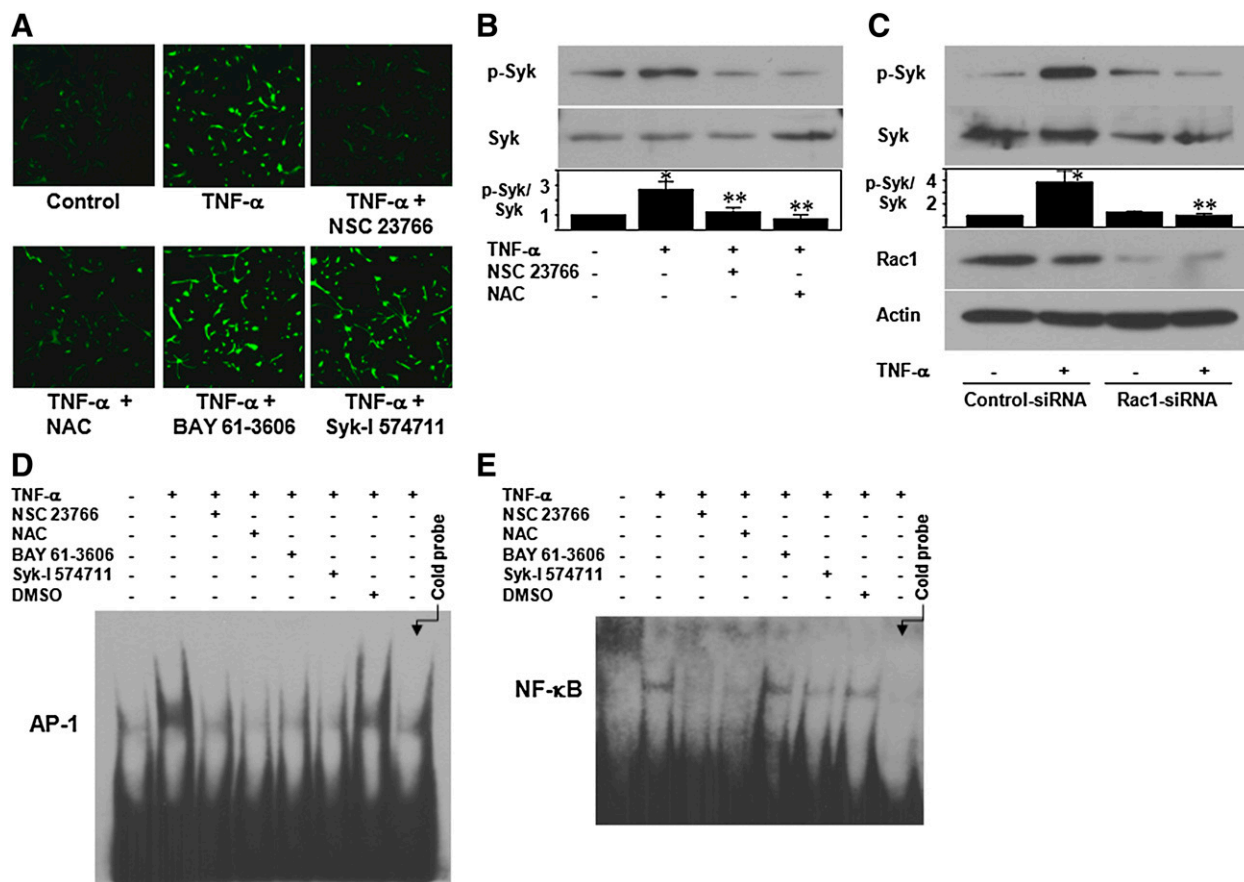 A
Control
TNF-α
TNF-α +
NSC 23766
TNF-α +
NAC
TNF-α +
BAY 61-3606
TNF-α +
Syk-I 574711
B
p-Syk
Syk
p-Syk/
Syk
3
1
*
**
**
TNF-α - + + +
NSC 23766 - - + -
NAC - - - +
C
p-Syk
Syk
p-Syk/
Syk
4
2
*
**
Rac1
Actin
TNF-α - + - +
Control-siRNA Rac1-siRNA
D
TNF-α - + + + + + + +
NSC 23766 - - + - - - - -
NAC - - - + - - - -
BAY 61-3606 - - - - + - - -
Syk-I 574711 - - - - - + - -
DMSO - - - - - - + -
Cold probe
AP-1
E
TNF-α - + + + + + + +
NSC 23766 - - + - - - - -
NAC - - - + - - - -
BAY 61-3606 - - - - + - - -
Syk-I 574711 - - - - - + - -
DMSO - - - - - - + -
Cold probe
NF-κB